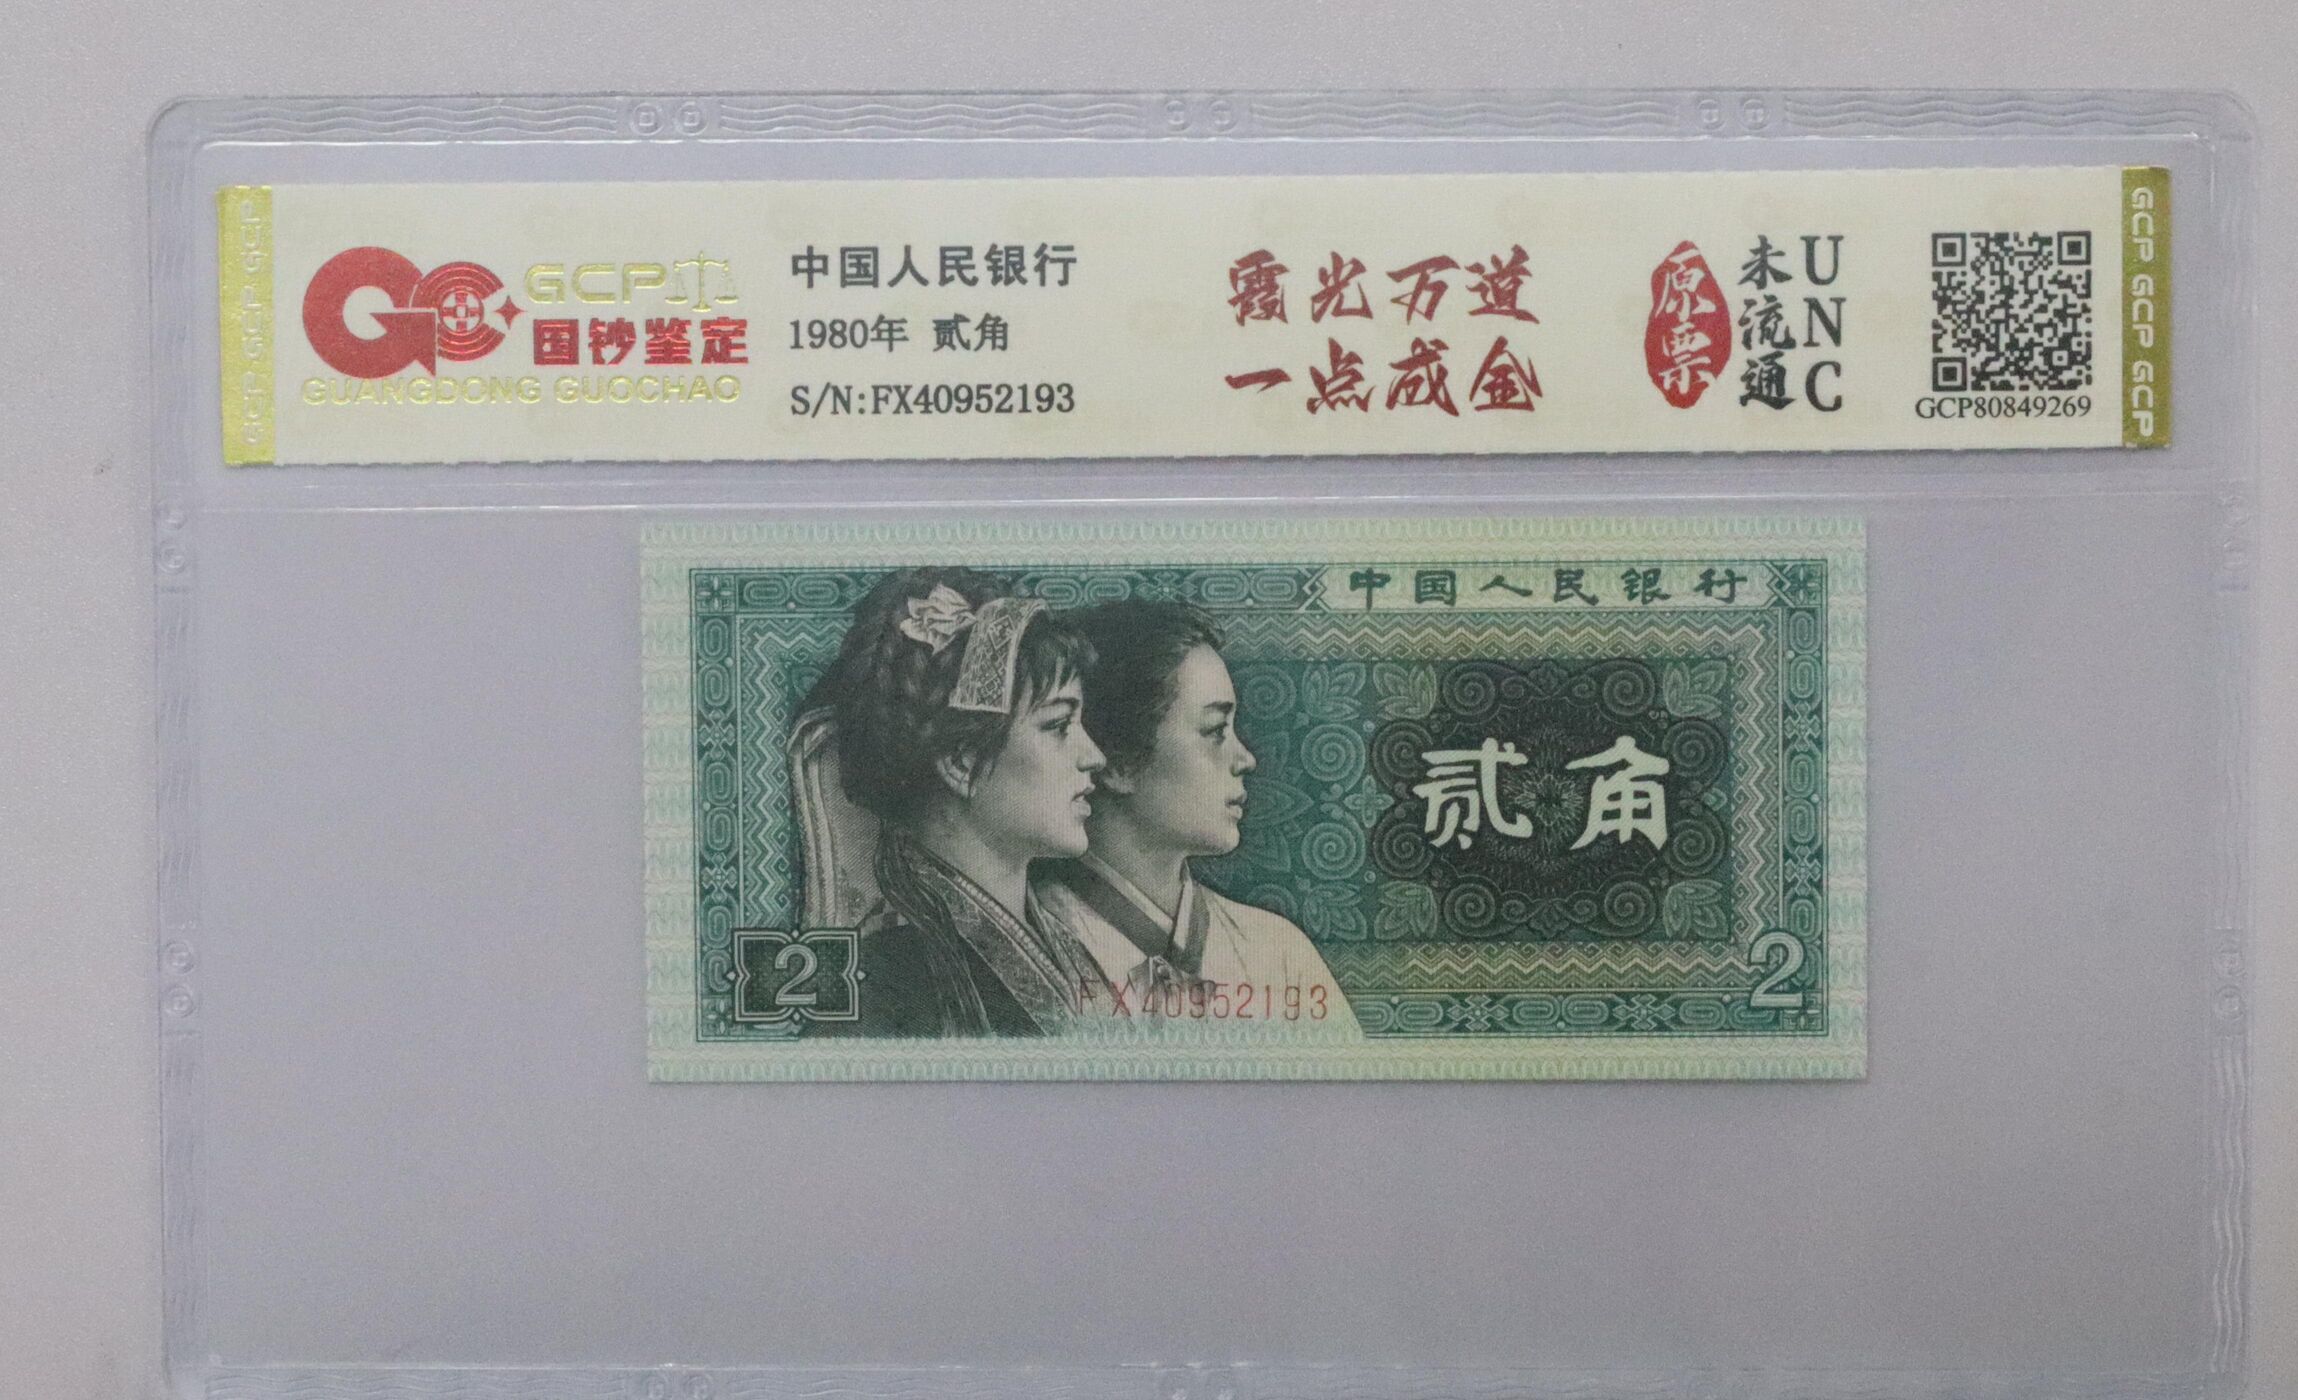 GCP
国钞鉴定
GUANGDONG GUOCHAO
中国人民银行
1980年 贰角
S/N:FX40952193
霞光万道
一点成金
原票
未流通
UNC
GCP80849269
GCP GCP GCP
GCP GCP GCP
中国人民银行
贰角
2
2
FX40952193